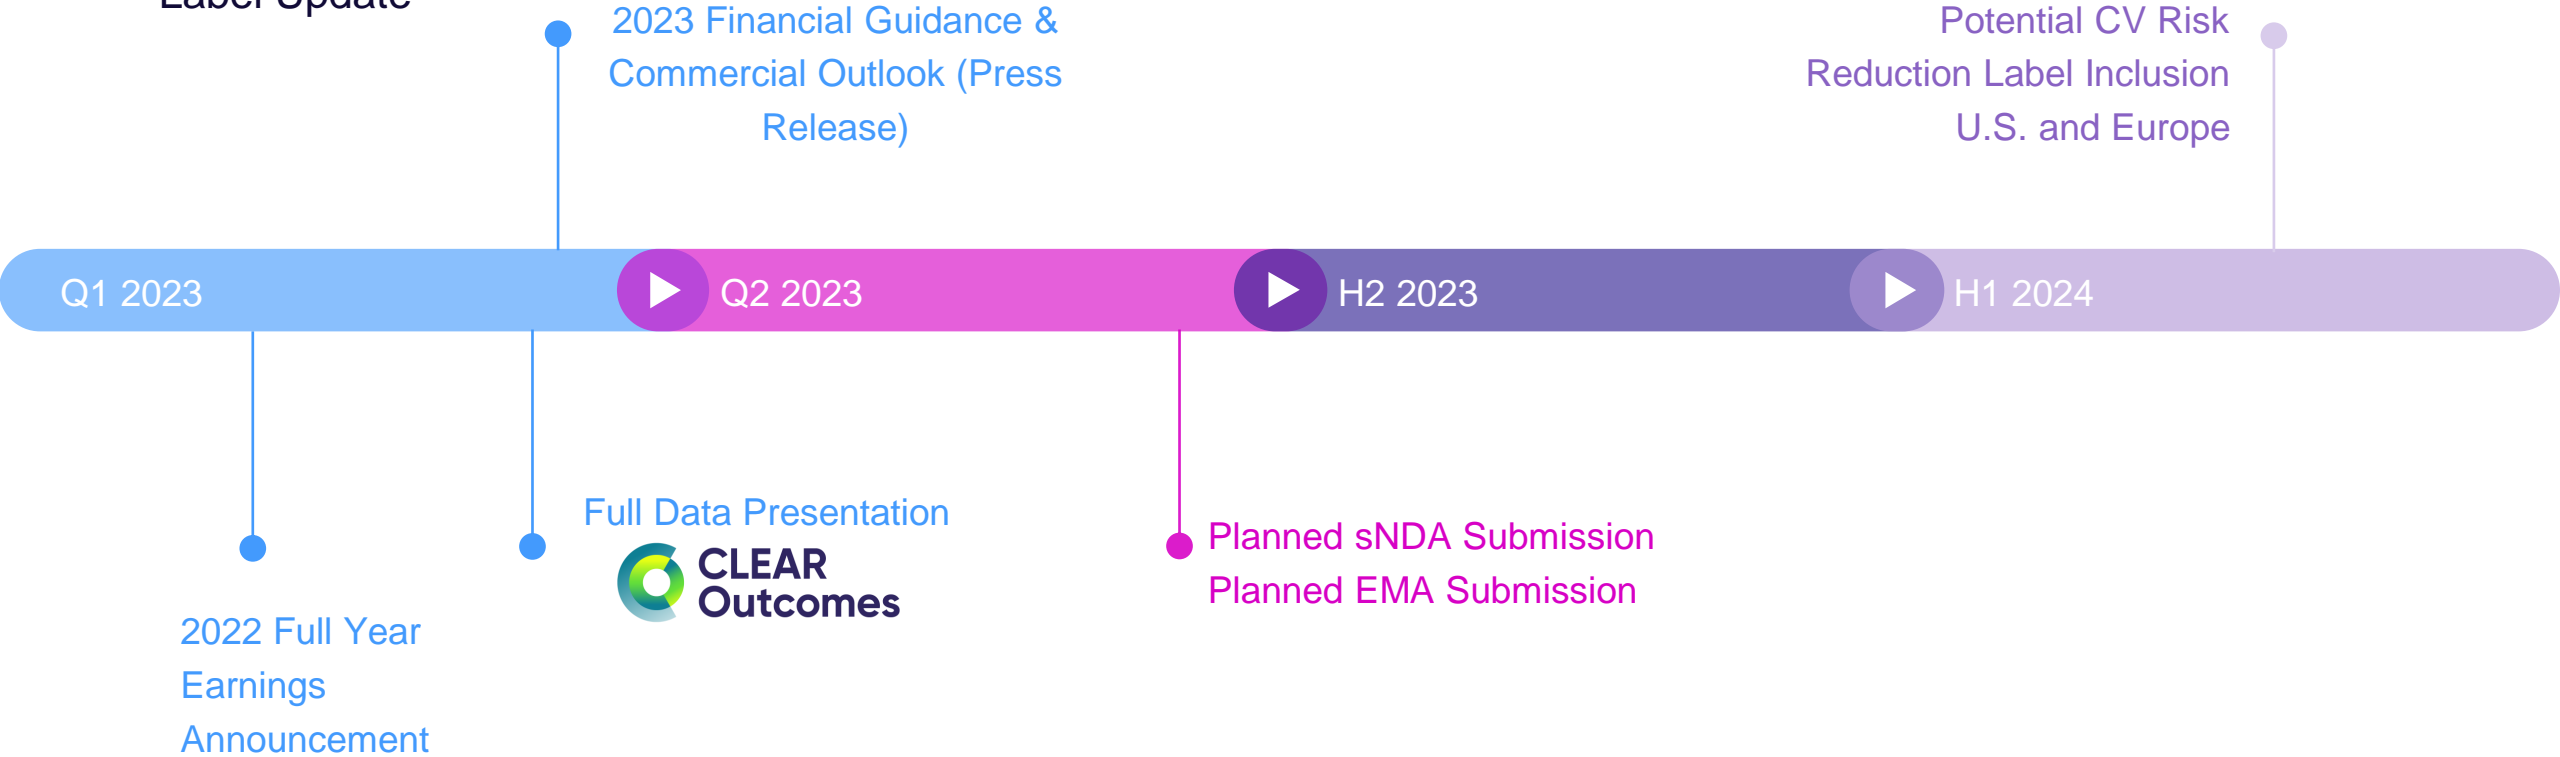 Label Update
2023 Financial Guidance &
Commercial Outlook (Press
Release)
Potential CV Risk
Reduction Label Inclusion
U.S. and Europe
Q1 2023
Q2 2023
H2 2023
H1 2024
Full Data Presentation
CLEAR
Outcomes
Planned sNDA Submission
Planned EMA Submission
2022 Full Year
Earnings
Announcement